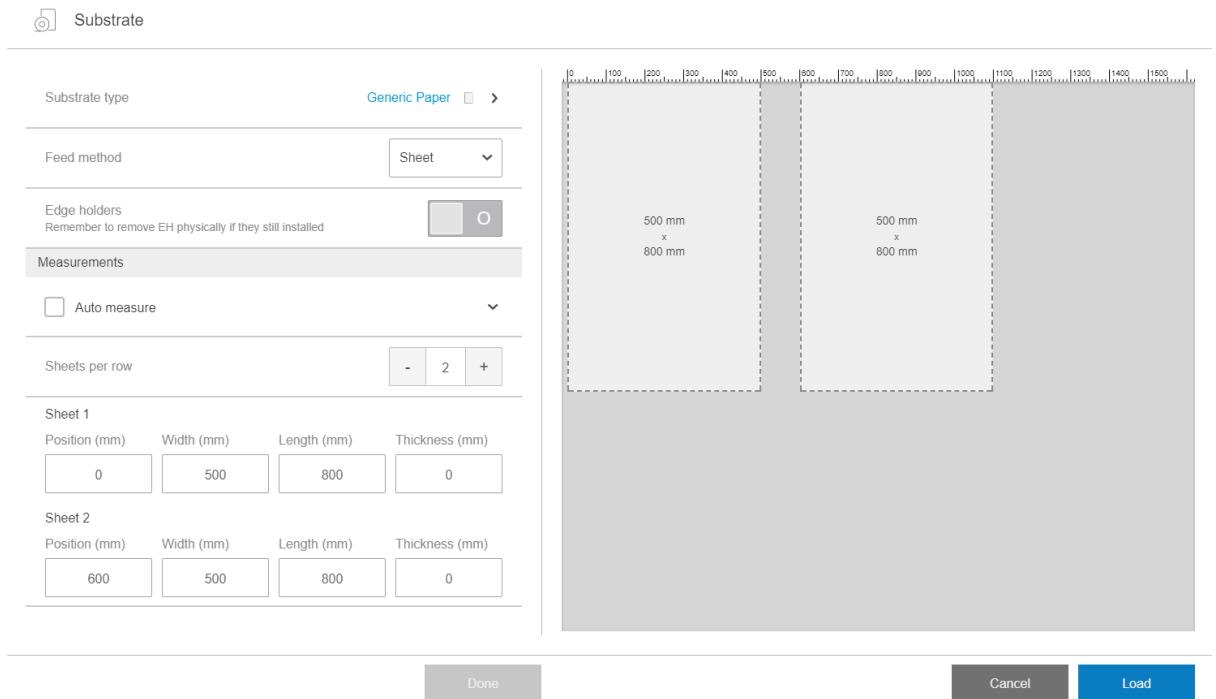 Substrate
Substrate type
Generic Paper
Feed method
Sheet
Edge holders
O
Remember to remove EH physically if they still installed
Measurements
Auto measure
Sheets per row
- 2 +
Sheet 1
Position (mm) Width (mm) Length (mm) Thickness (mm)
0 500 800 0
Sheet 2
Position (mm) Width (mm) Length (mm) Thickness (mm)
600 500 800 0
0 100 200 300 400 500 600 700 800 900 1000 1100 1200 1300 1400 1500
500 mm
x
800 mm
500 mm
x
800 mm
Done
Cancel
Load